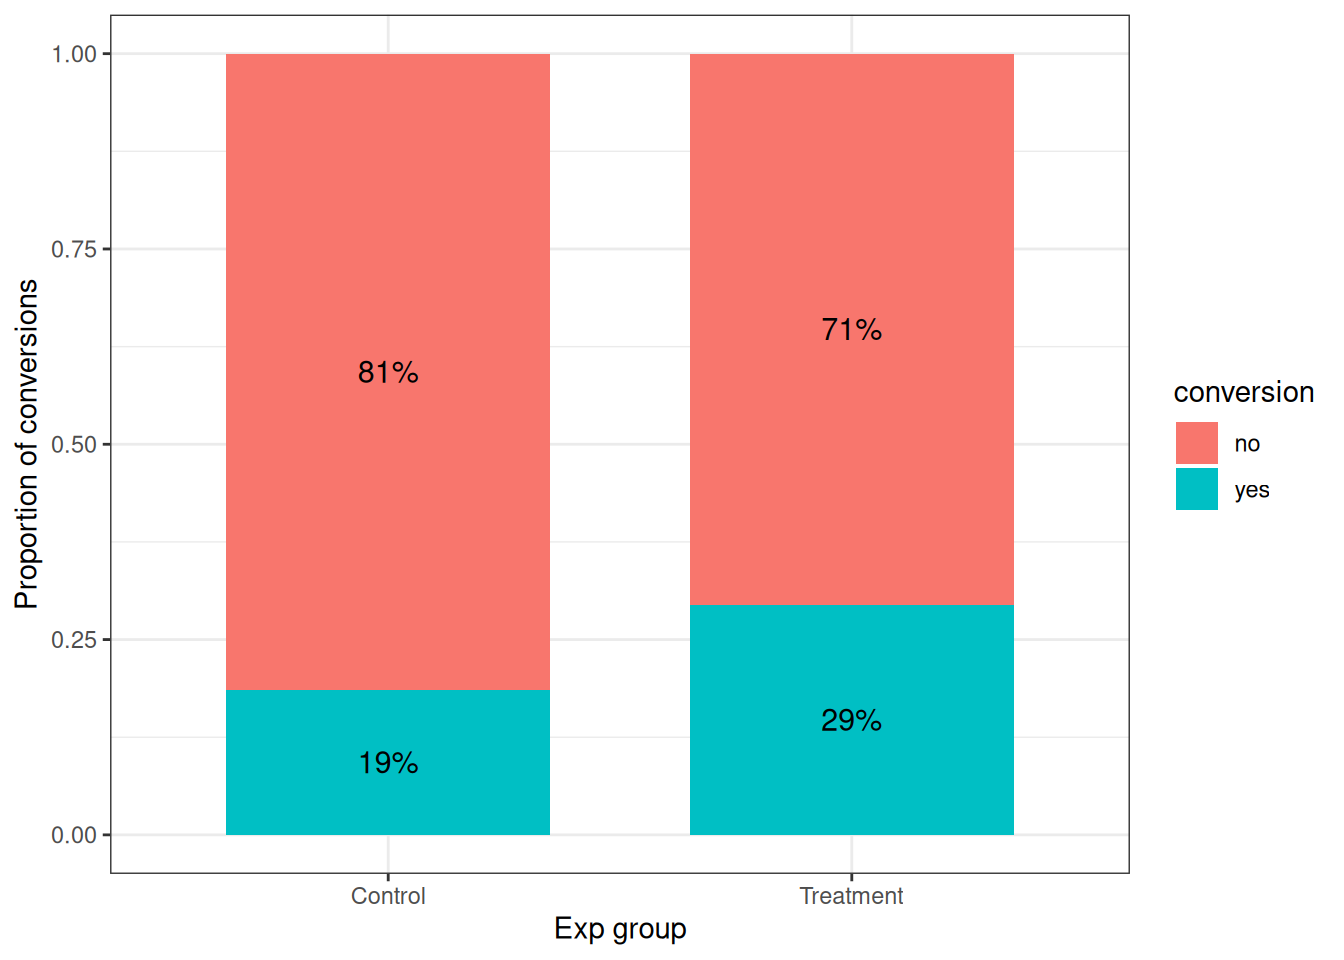 1.00
0.75
0.50
0.25
0.00
Proportion of conversions
81%
71%
19%
29%
Control
Treatment
Exp group
conversion
no
yes